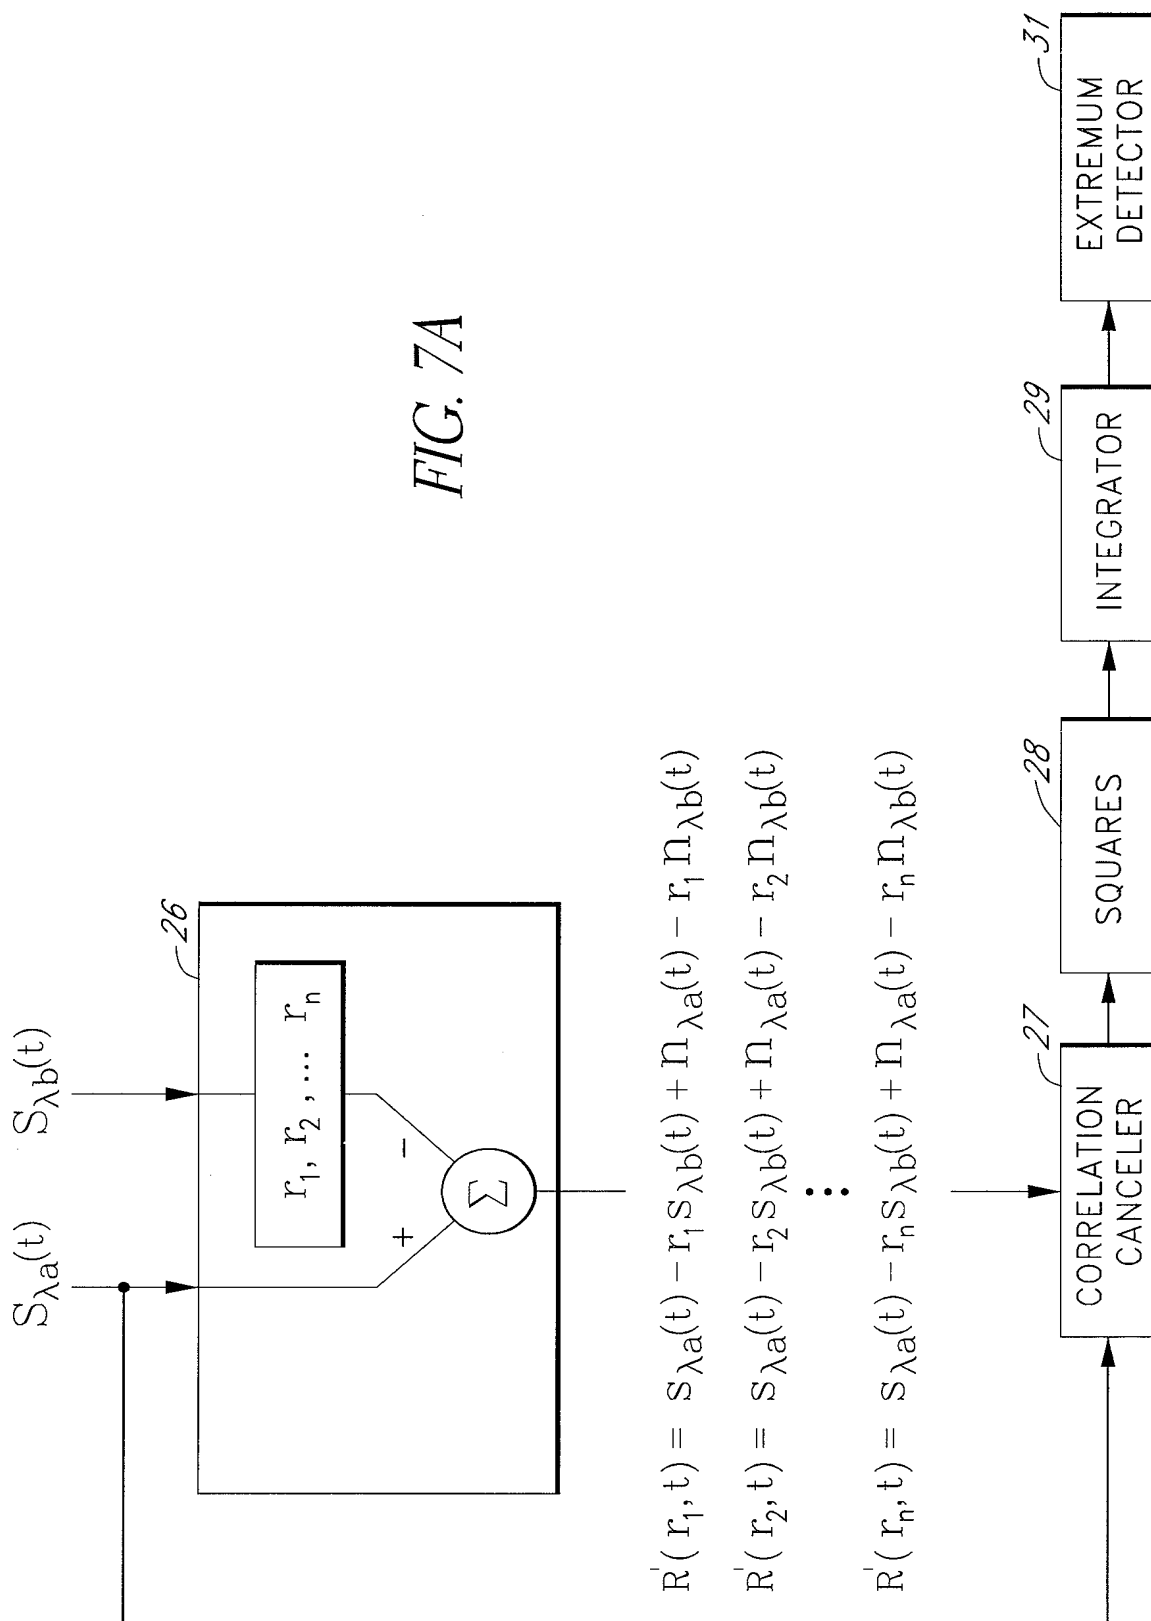 S_λa(t)
S_λb(t)
26
r_1, r_2, ... r_n
+
−
Σ
R'(r_1, t) = s_λa(t) − r_1 s_λb(t) + n_λa(t) − r_1 n_λb(t)
R'(r_2, t) = s_λa(t) − r_2 s_λb(t) + n_λa(t) − r_2 n_λb(t)
•••
R'(r_n, t) = s_λa(t) − r_n s_λb(t) + n_λa(t) − r_n n_λb(t)
27
CORRELATION
CANCELER
28
SQUARES
29
INTEGRATOR
31
EXTREMUM
DETECTOR
FIG. 7A